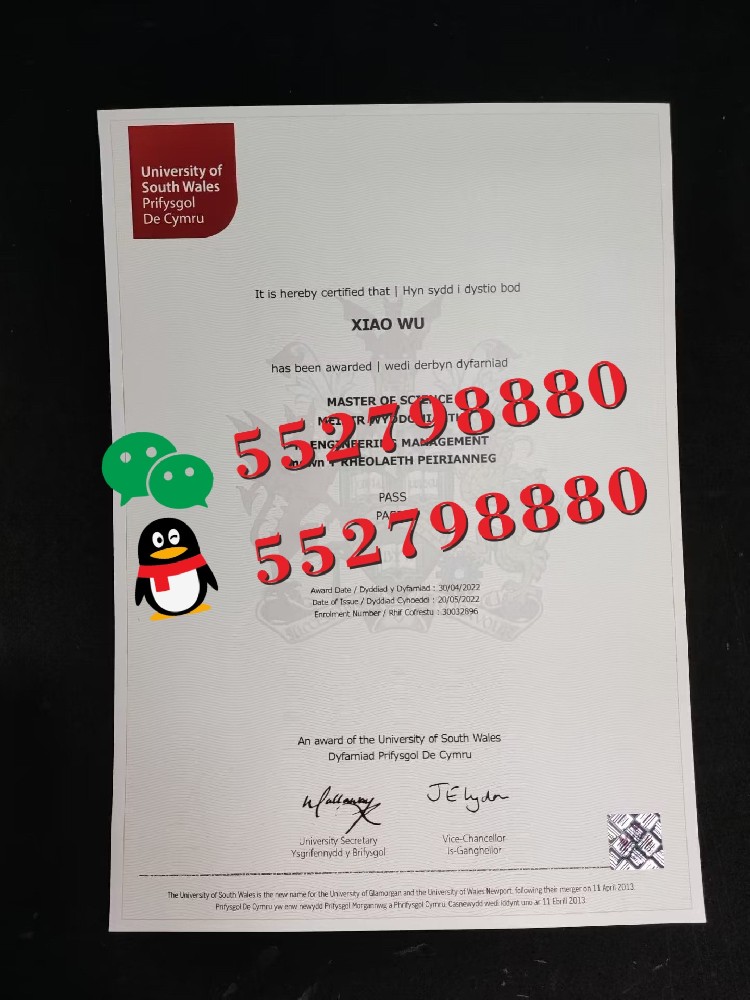 University of
South Wales
Prifysgol
De Cymru
It is hereby certified that | Hyn sydd i dystio bod
XIAO WU
has been awarded | wedi derbyn dyfarniad
MASTER OF SCIENCE
552798880
ENGINEERING MANAGEMENT
RHEOLAETH PEIRIANNEG
PASS
552798880
Award Date / Dyddiad y Dyfarniad : 30/04/2022
Date of Issue / Dyddiad Cyhoeddi : 20/05/2022
Enrolment Number / Rhif Cofrestru : 30032896
An award of the University of South Wales
Dyfarniad Prifysgol De Cymru
University Secretary
Ysgrifennydd y Brifysgol
JELydon
Vice-Chancellor
Is-Ganghellor
The University of South Wales is the new name for the University of Glamorgan and the University of Wales Newport, following their merger on 11 April 2013.
Prifysgol De Cymru yw enw newydd Prifysgol Morgannwg a Phrifysgol Cymru, Casnewydd wedi iddynt uno ar 11 Ebrill 2013.